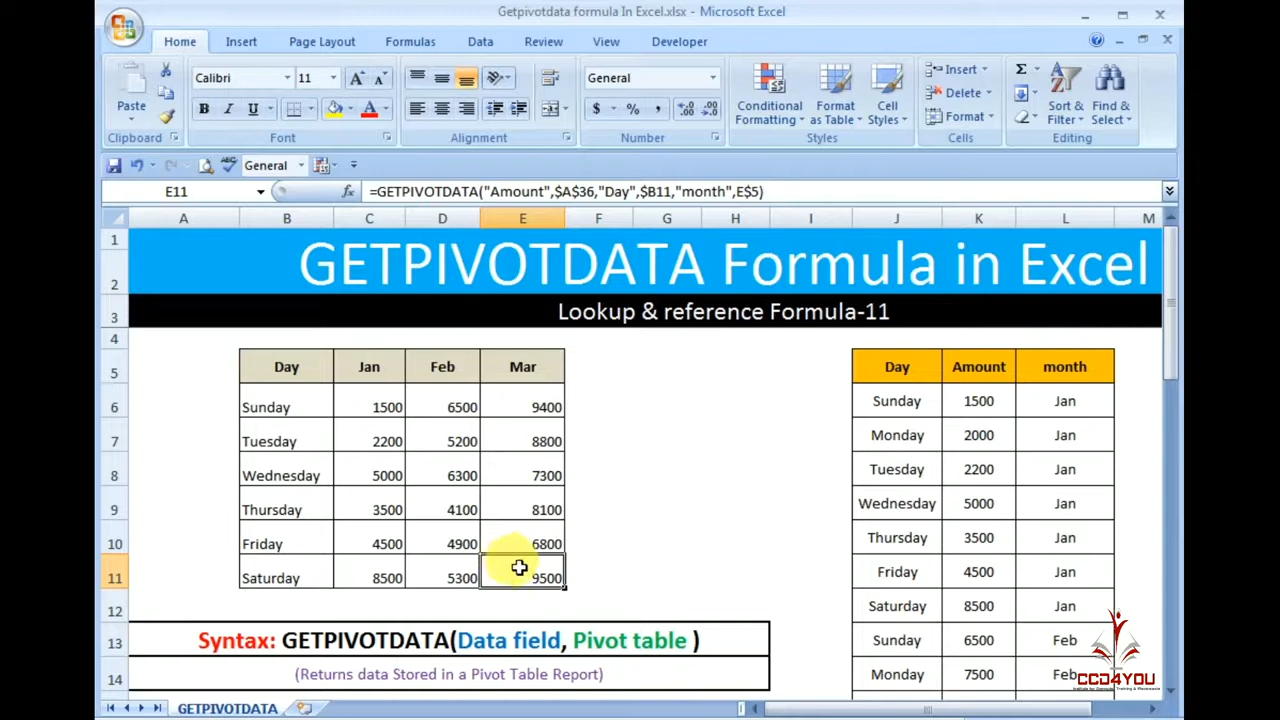 Getpivotdata formula In Excel.xlsx - Microsoft Excel
Home Insert Page Layout Formulas Data Review View Developer
Calibri 11 General Insert Σ
Paste $ % , Conditional Formatting Format as Table Cell Styles Delete Sort & Filter Find & Select
B I U A Format
Clipboard Font Alignment Number Styles Cells Editing
General
E11 fx =GETPIVOTDATA("Amount",$A$36,"Day",$B11,"month",E$5)
A B C D E F G H I J K L M
1
2 GETPIVOTDATA Formula in Excel
3 Lookup & reference Formula-11
4
5 Day Jan Feb Mar Day Amount month
6 Sunday 1500 6500 9400 Sunday 1500 Jan
7 Tuesday 2200 5200 8800 Monday 2000 Jan
Tuesday 2200 Jan
8 Wednesday 5000 6300 7300
9 Thursday 3500 4100 8100 Wednesday 5000 Jan
10 Friday 4500 4900 6800 Thursday 3500 Jan
11 Saturday 8500 5300 9500 Friday 4500 Jan
12 Saturday 8500 Jan
13 Syntax: GETPIVOTDATA(Data field, Pivot table ) Sunday 6500 Feb
14 (Returns data Stored in a Pivot Table Report) Monday 7500 Feb
CCD4YOU
GETPIVOTDATA